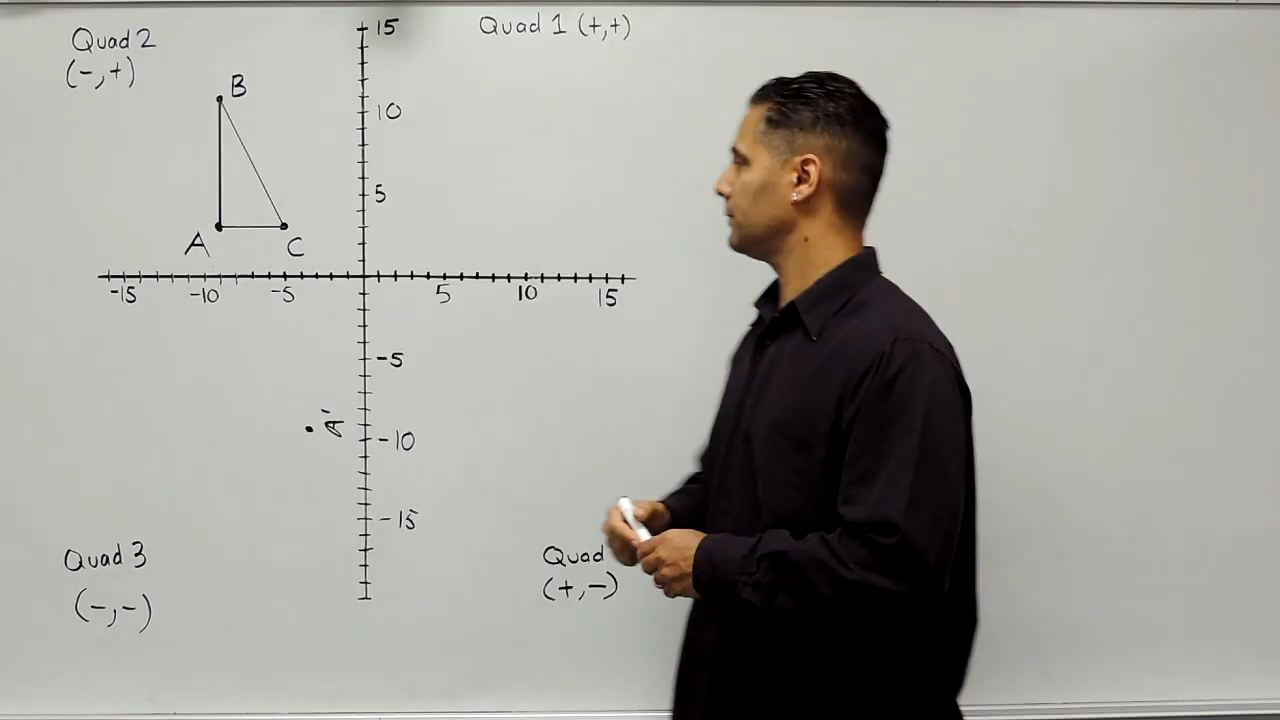 Quad 2
(-,+)
Quad 1 (+,+)
15
B
10
5
A
C
-15 -10 -5 5 10 15
-5
A'
-10
-15
Quad 3
(-,-)
Quad
(+,-)